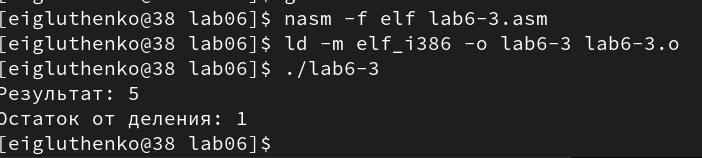 [eigluthenko@38 lab06]$ nasm -f elf lab6-3.asm
[eigluthenko@38 lab06]$ ld -m elf_i386 -o lab6-3 lab6-3.o
[eigluthenko@38 lab06]$ ./lab6-3
Результат: 5
Остаток от деления: 1
[eigluthenko@38 lab06]$